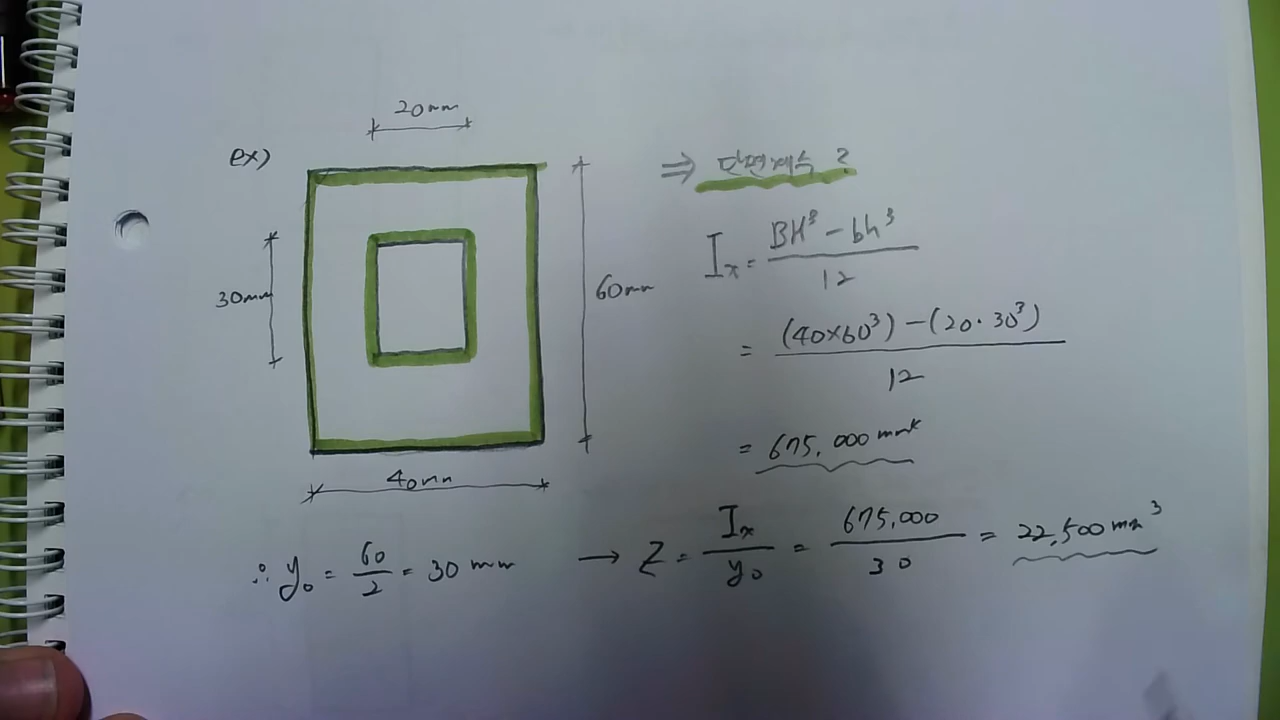 20mm
ex)
⇒ 단면계수?
30mm
60mm
40mm
Iₓ = (BH³ - bh³) / 12
= ((40×60³) - (20·30³)) / 12
= 675,000 mm⁴
∴ y₀ = 60/2 = 30 mm → Z = Iₓ/y₀ = 675,000/30 = 22,500 mm³